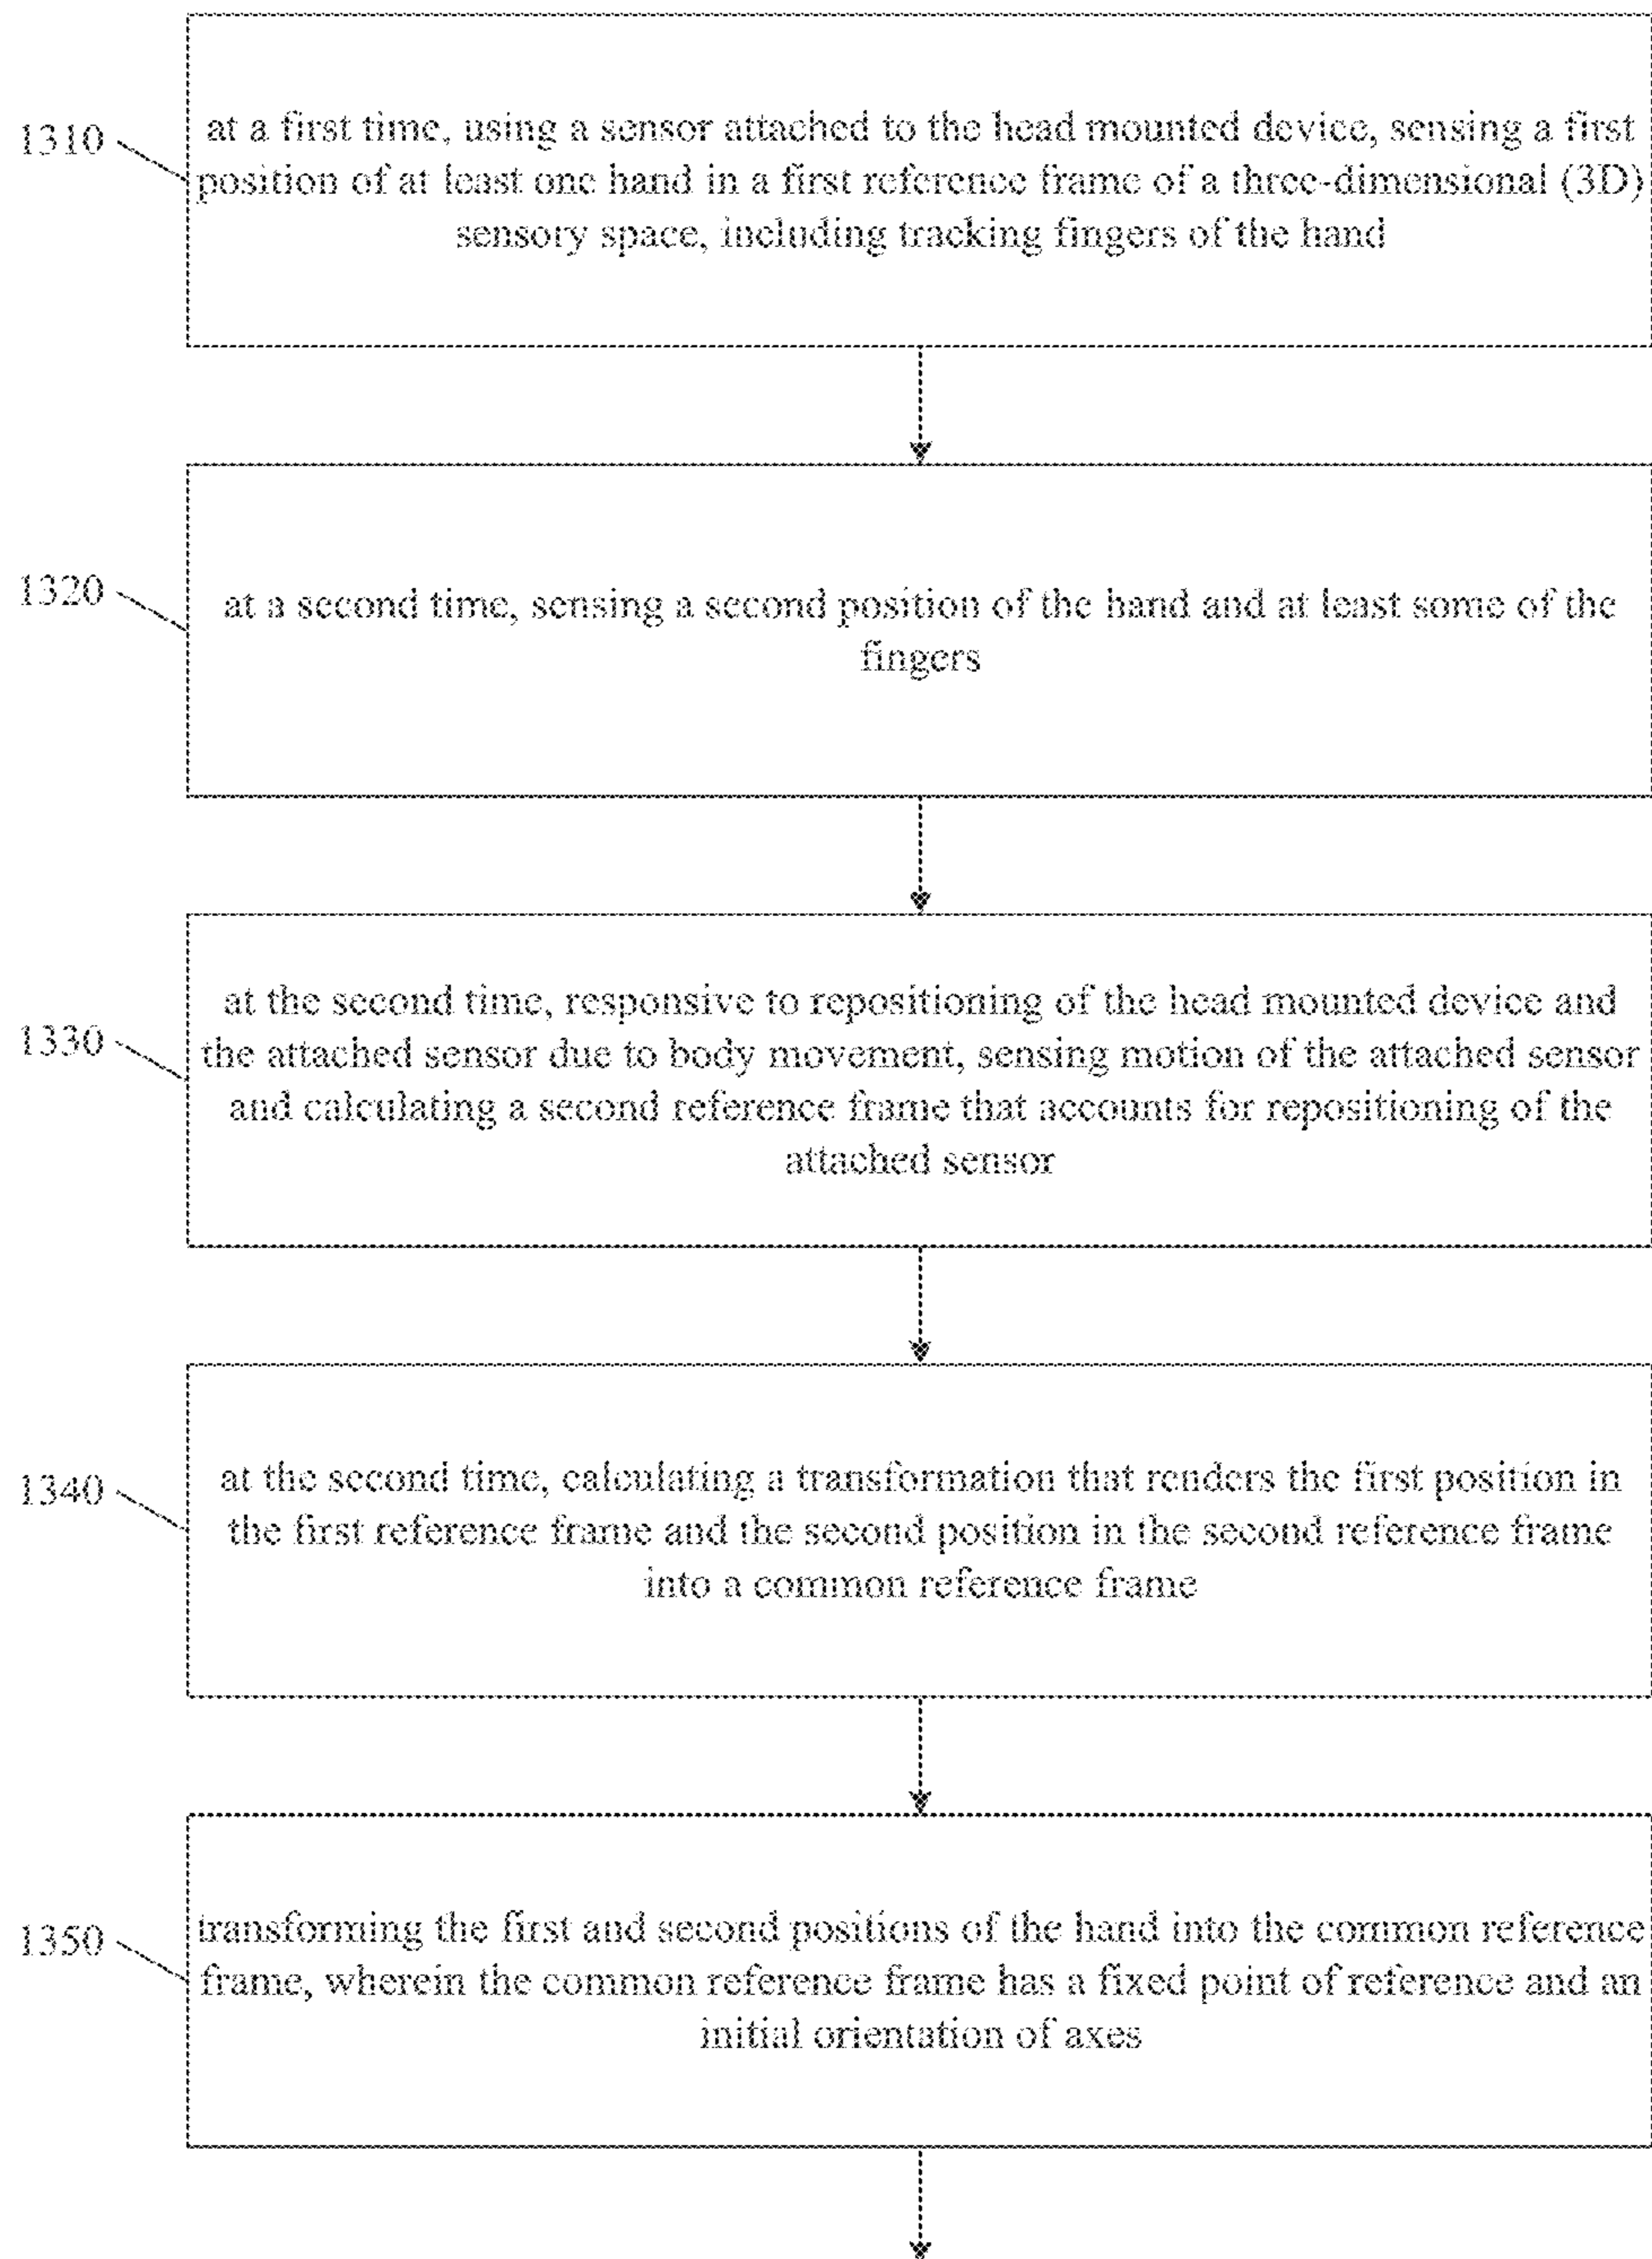 1310
at a first time, using a sensor attached to the head mounted device, sensing a first
position of at least one hand in a first reference frame of a three-dimensional (3D)
sensory space, including tracking fingers of the hand
1320
at a second time, sensing a second position of the hand and at least some of the
fingers
1330
at the second time, responsive to repositioning of the head mounted device and
the attached sensor due to body movement, sensing motion of the attached sensor
and calculating a second reference frame that accounts for repositioning of the
attached sensor
1340
at the second time, calculating a transformation that renders the first position in
the first reference frame and the second position in the second reference frame
into a common reference frame
1350
transforming the first and second positions of the hand into the common reference
frame, wherein the common reference frame has a fixed point of reference and an
initial orientation of axes